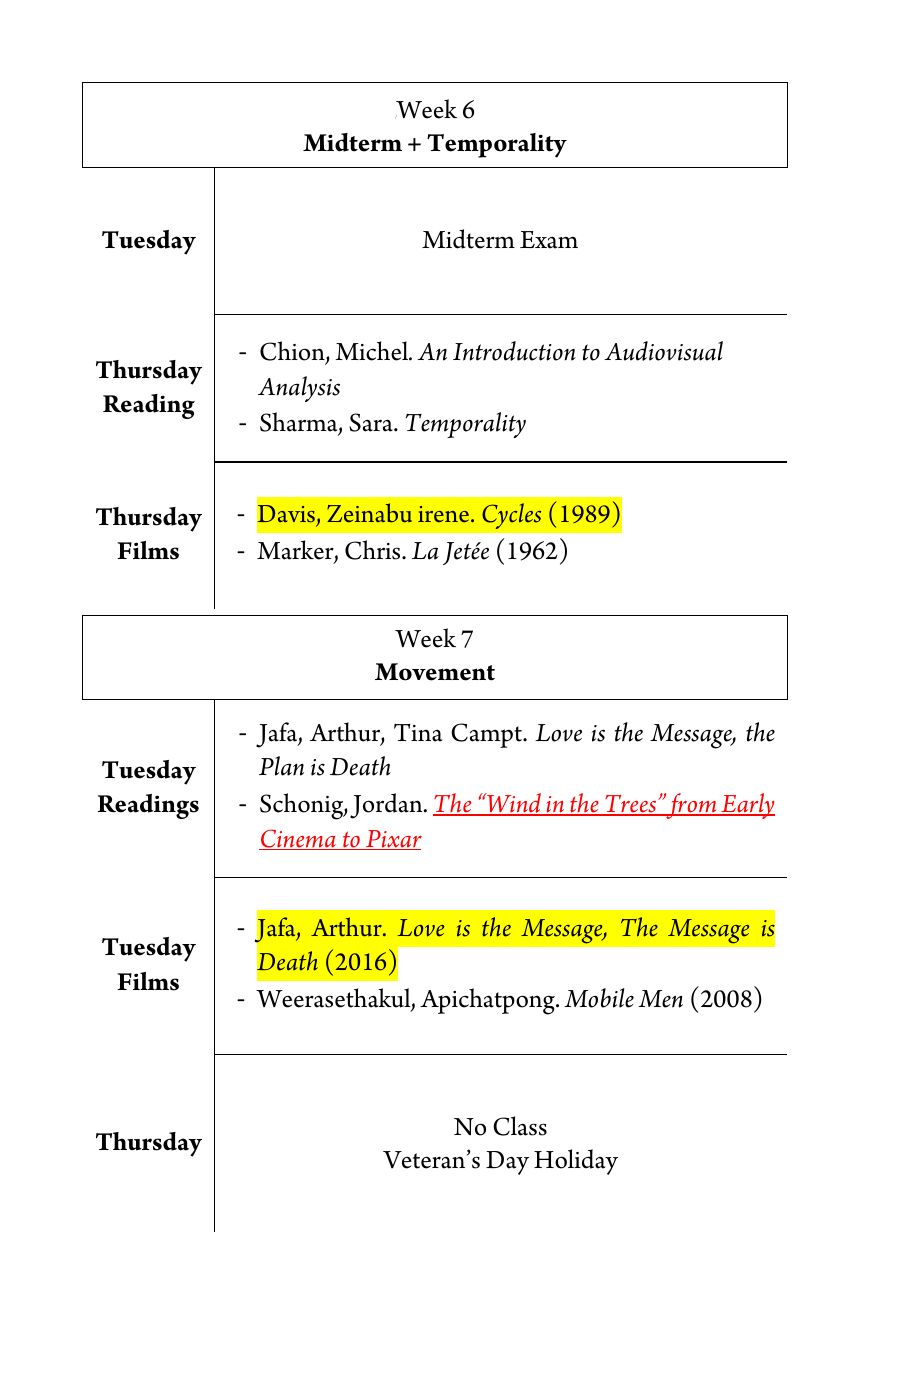 Week 6
Midterm + Temporality
Tuesday
Midterm Exam
Thursday
Reading
- Chion, Michel. An Introduction to Audiovisual
Analysis
- Sharma, Sara. Temporality
Thursday
Films
- Davis, Zeinabu irene. Cycles (1989)
- Marker, Chris. La Jetée (1962)
Week 7
Movement
Tuesday
Readings
- Jafa, Arthur, Tina Campt. Love is the Message, the
Plan is Death
- Schonig, Jordan. The “Wind in the Trees” from Early
Cinema to Pixar
Tuesday
Films
- Jafa, Arthur. Love is the Message, The Message is
Death (2016)
- Weerasethakul, Apichatpong. Mobile Men (2008)
Thursday
No Class
Veteran’s Day Holiday